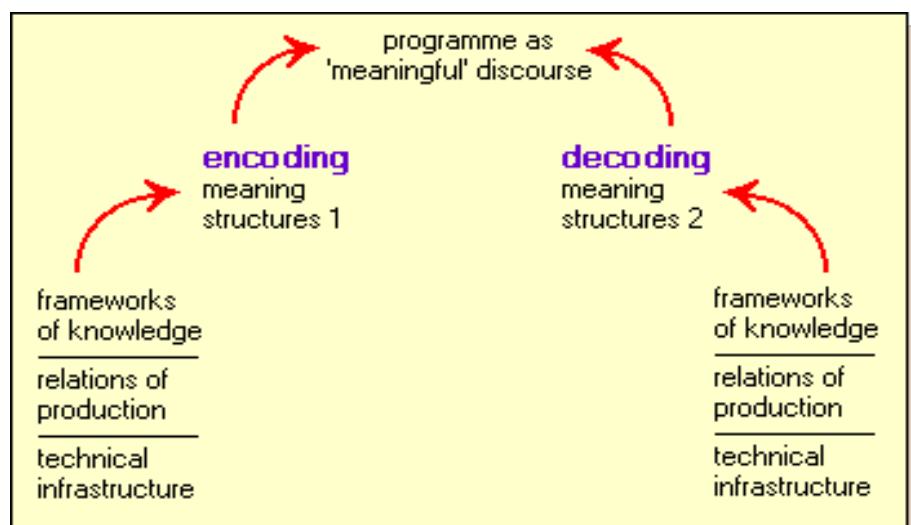 programme as
'meaningful' discourse
encoding
meaning
structures 1
decoding
meaning
structures 2
frameworks
of knowledge
relations of
production
technical
infrastructure
frameworks
of knowledge
relations of
production
technical
infrastructure